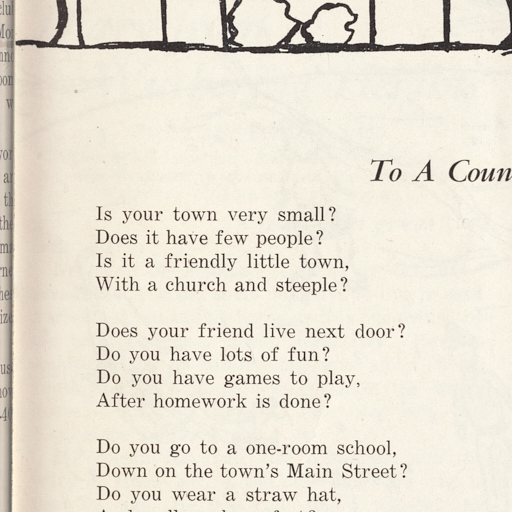 To A Coun
Is your town very small?
Does it have few people?
Is it a friendly little town,
With a church and steeple?
Does your friend live next door?
Do you have lots of fun?
Do you have games to play,
After homework is done?
Do you go to a one-room school,
Down on the town's Main Street?
Do you wear a straw hat,